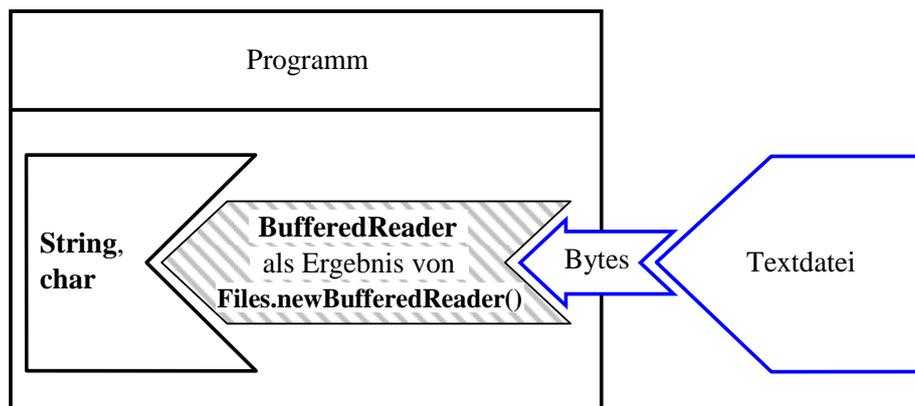 Programm
String,
char
BufferedReader
als Ergebnis von
Files.newBufferedReader()
Bytes
Textdatei